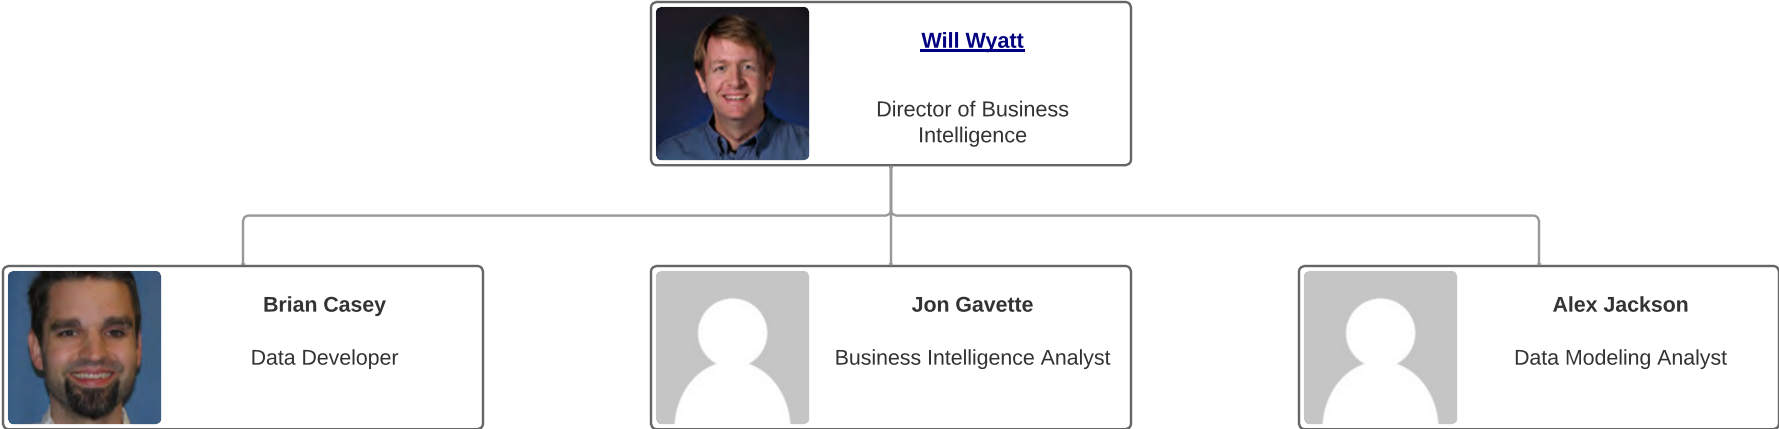 Will Wyatt
Director of Business
Intelligence
Brian Casey
Data Developer
Jon Gavette
Business Intelligence Analyst
Alex Jackson
Data Modeling Analyst